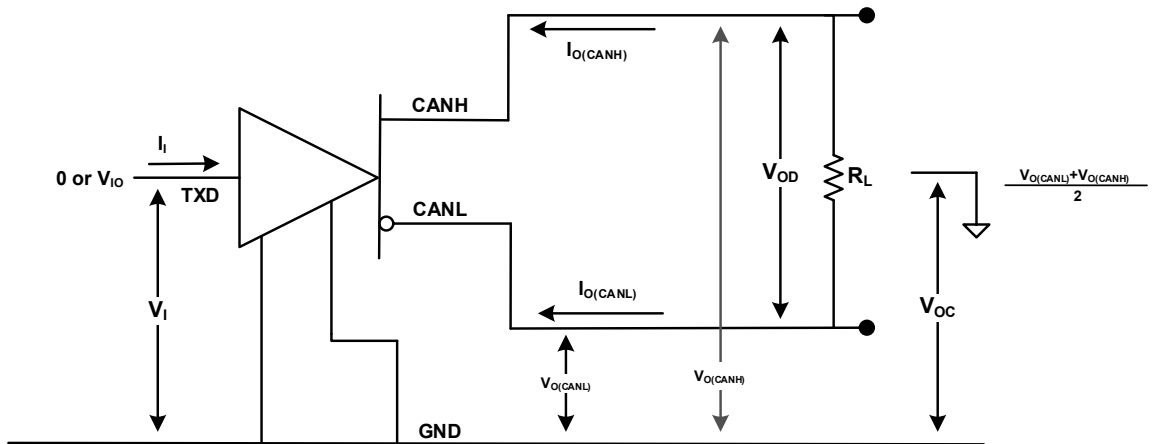 I_O(CANH)
CANH
I_I
0 or V_IO
TXD
V_OD
R_L
V_O(CANL)+V_O(CANH)
2
CANL
I_O(CANL)
V_I
V_OC
V_O(CANL)
V_O(CANH)
GND